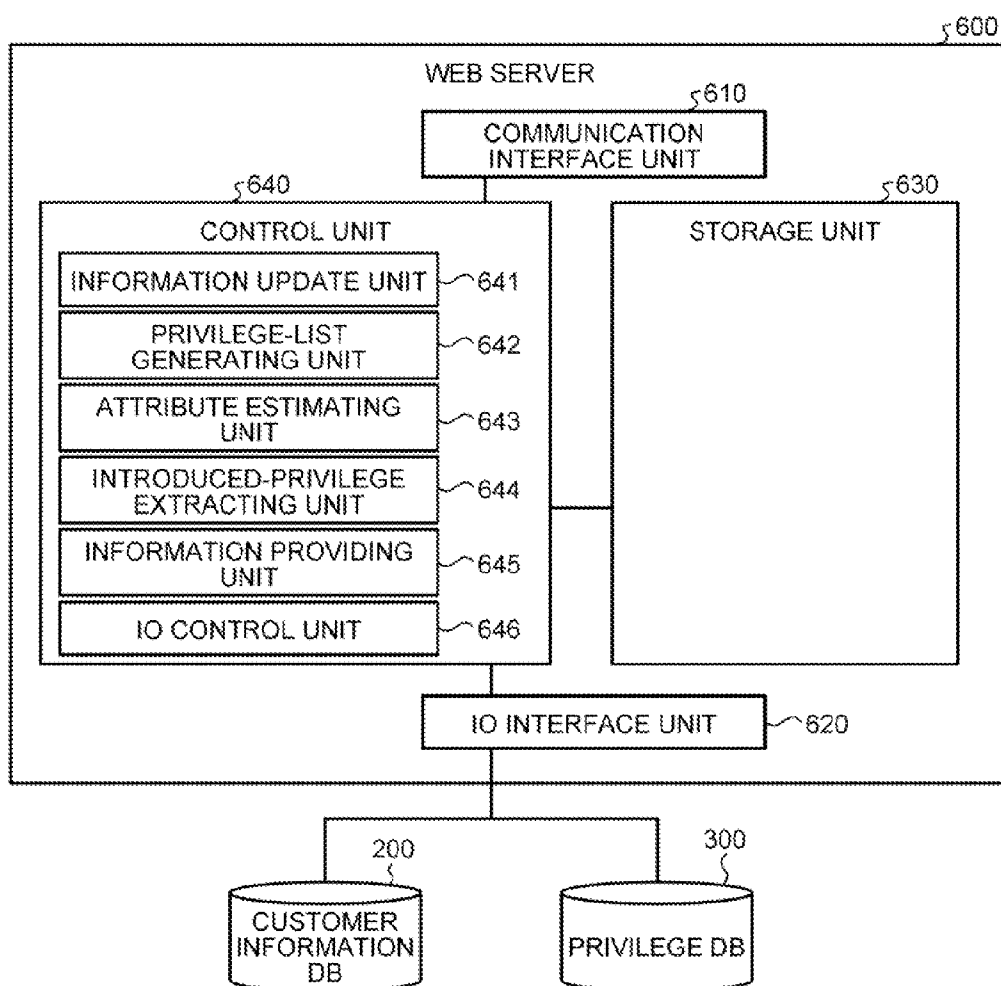 600
WEB SERVER
610
COMMUNICATION
INTERFACE UNIT
640
630
CONTROL UNIT
STORAGE UNIT
INFORMATION UPDATE UNIT
641
PRIVILEGE-LIST
GENERATING UNIT
642
ATTRIBUTE ESTIMATING
UNIT
643
INTRODUCED-PRIVILEGE
EXTRACTING UNIT
644
INFORMATION PROVIDING
UNIT
645
IO CONTROL UNIT
646
IO INTERFACE UNIT
620
200
300
CUSTOMER
INFORMATION
DB
PRIVILEGE DB